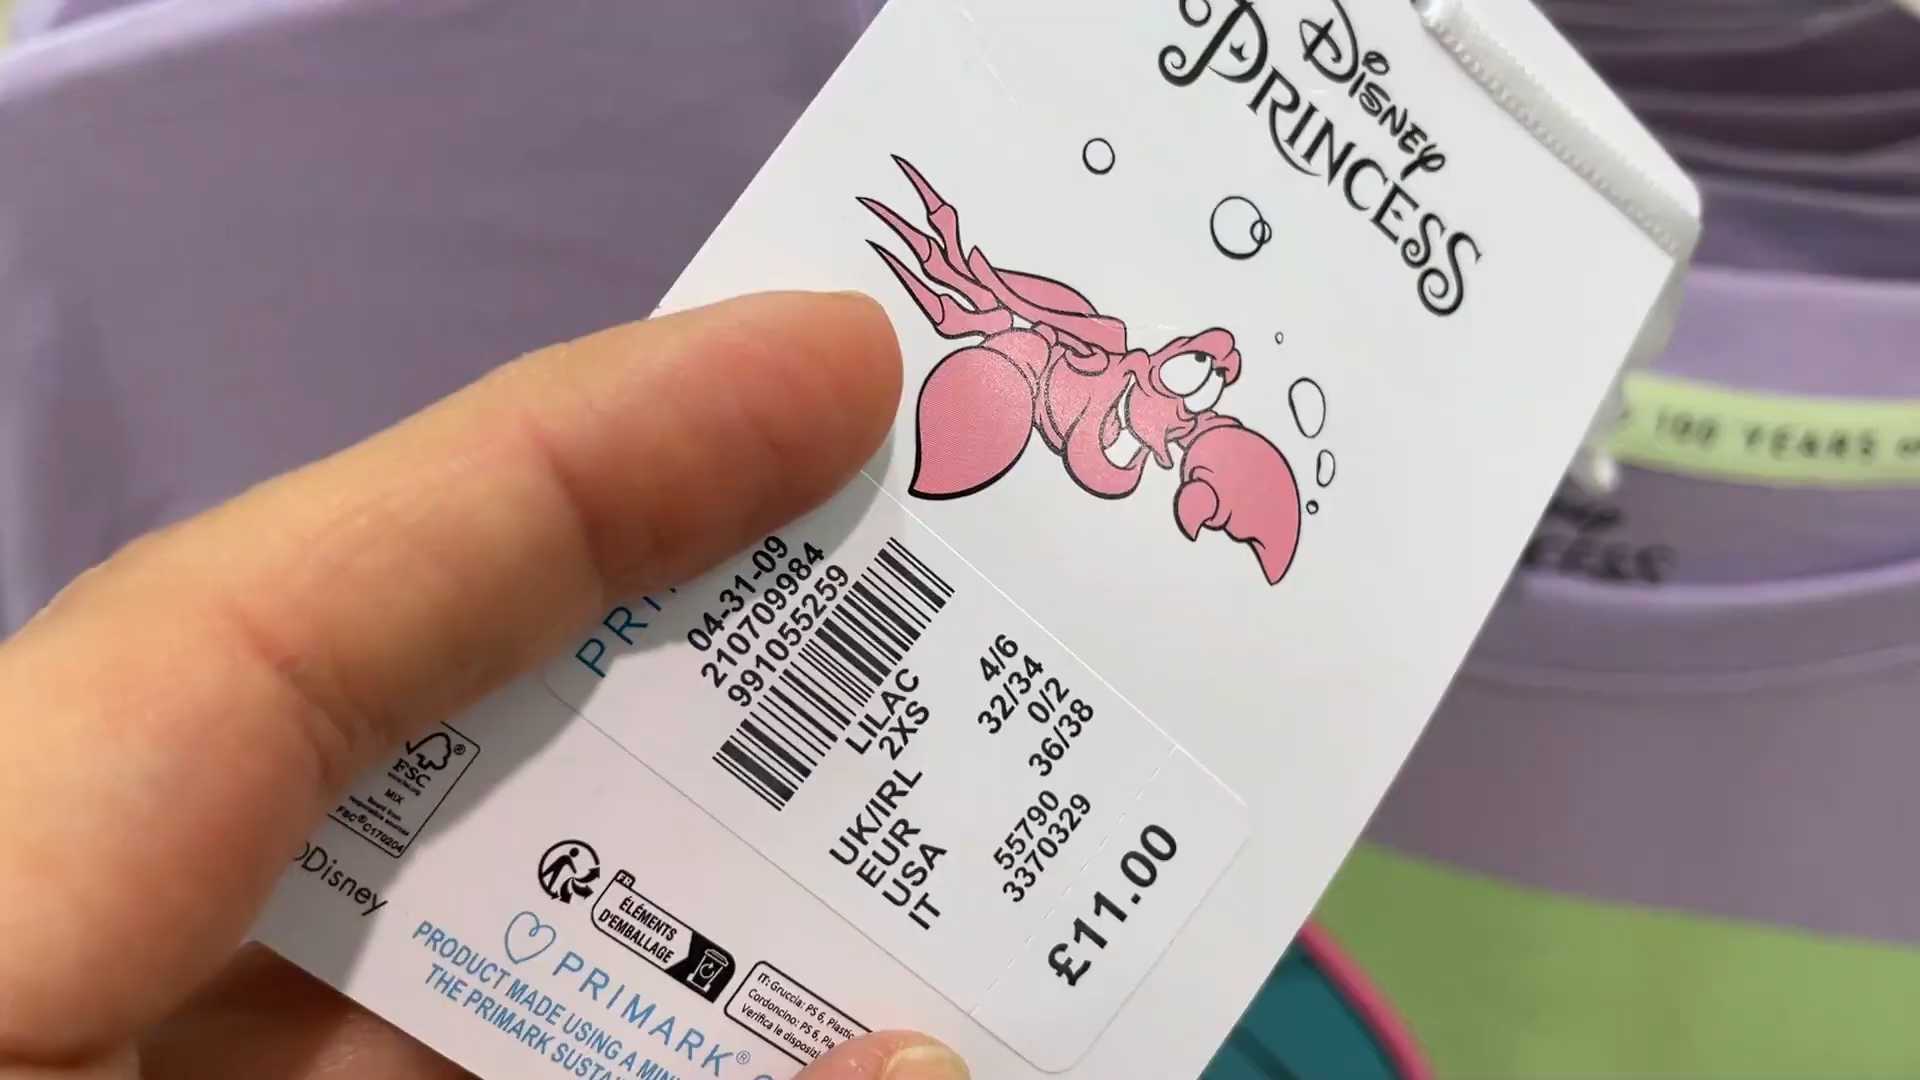 Disney
PRINCESS
100 YEARS
PRI
04-31-09
210709984
991055259
LILAC
2XS
UK/IRL 4/6
EUR 32/34
USA 0/2
IT 36/38
55790
3370329
£11.00
FSC®
MIX
FSC® C170204
©Disney
FR
ÉLÉMENTS
D'EMBALLAGE
PRIMARK®
PRODUCT MADE USING A MIN
THE PRIMARK SUSTA
IT: Gruccia: PS 6, Plastic
Cordoncino: PS 6, Pla
Verifica le disposizi